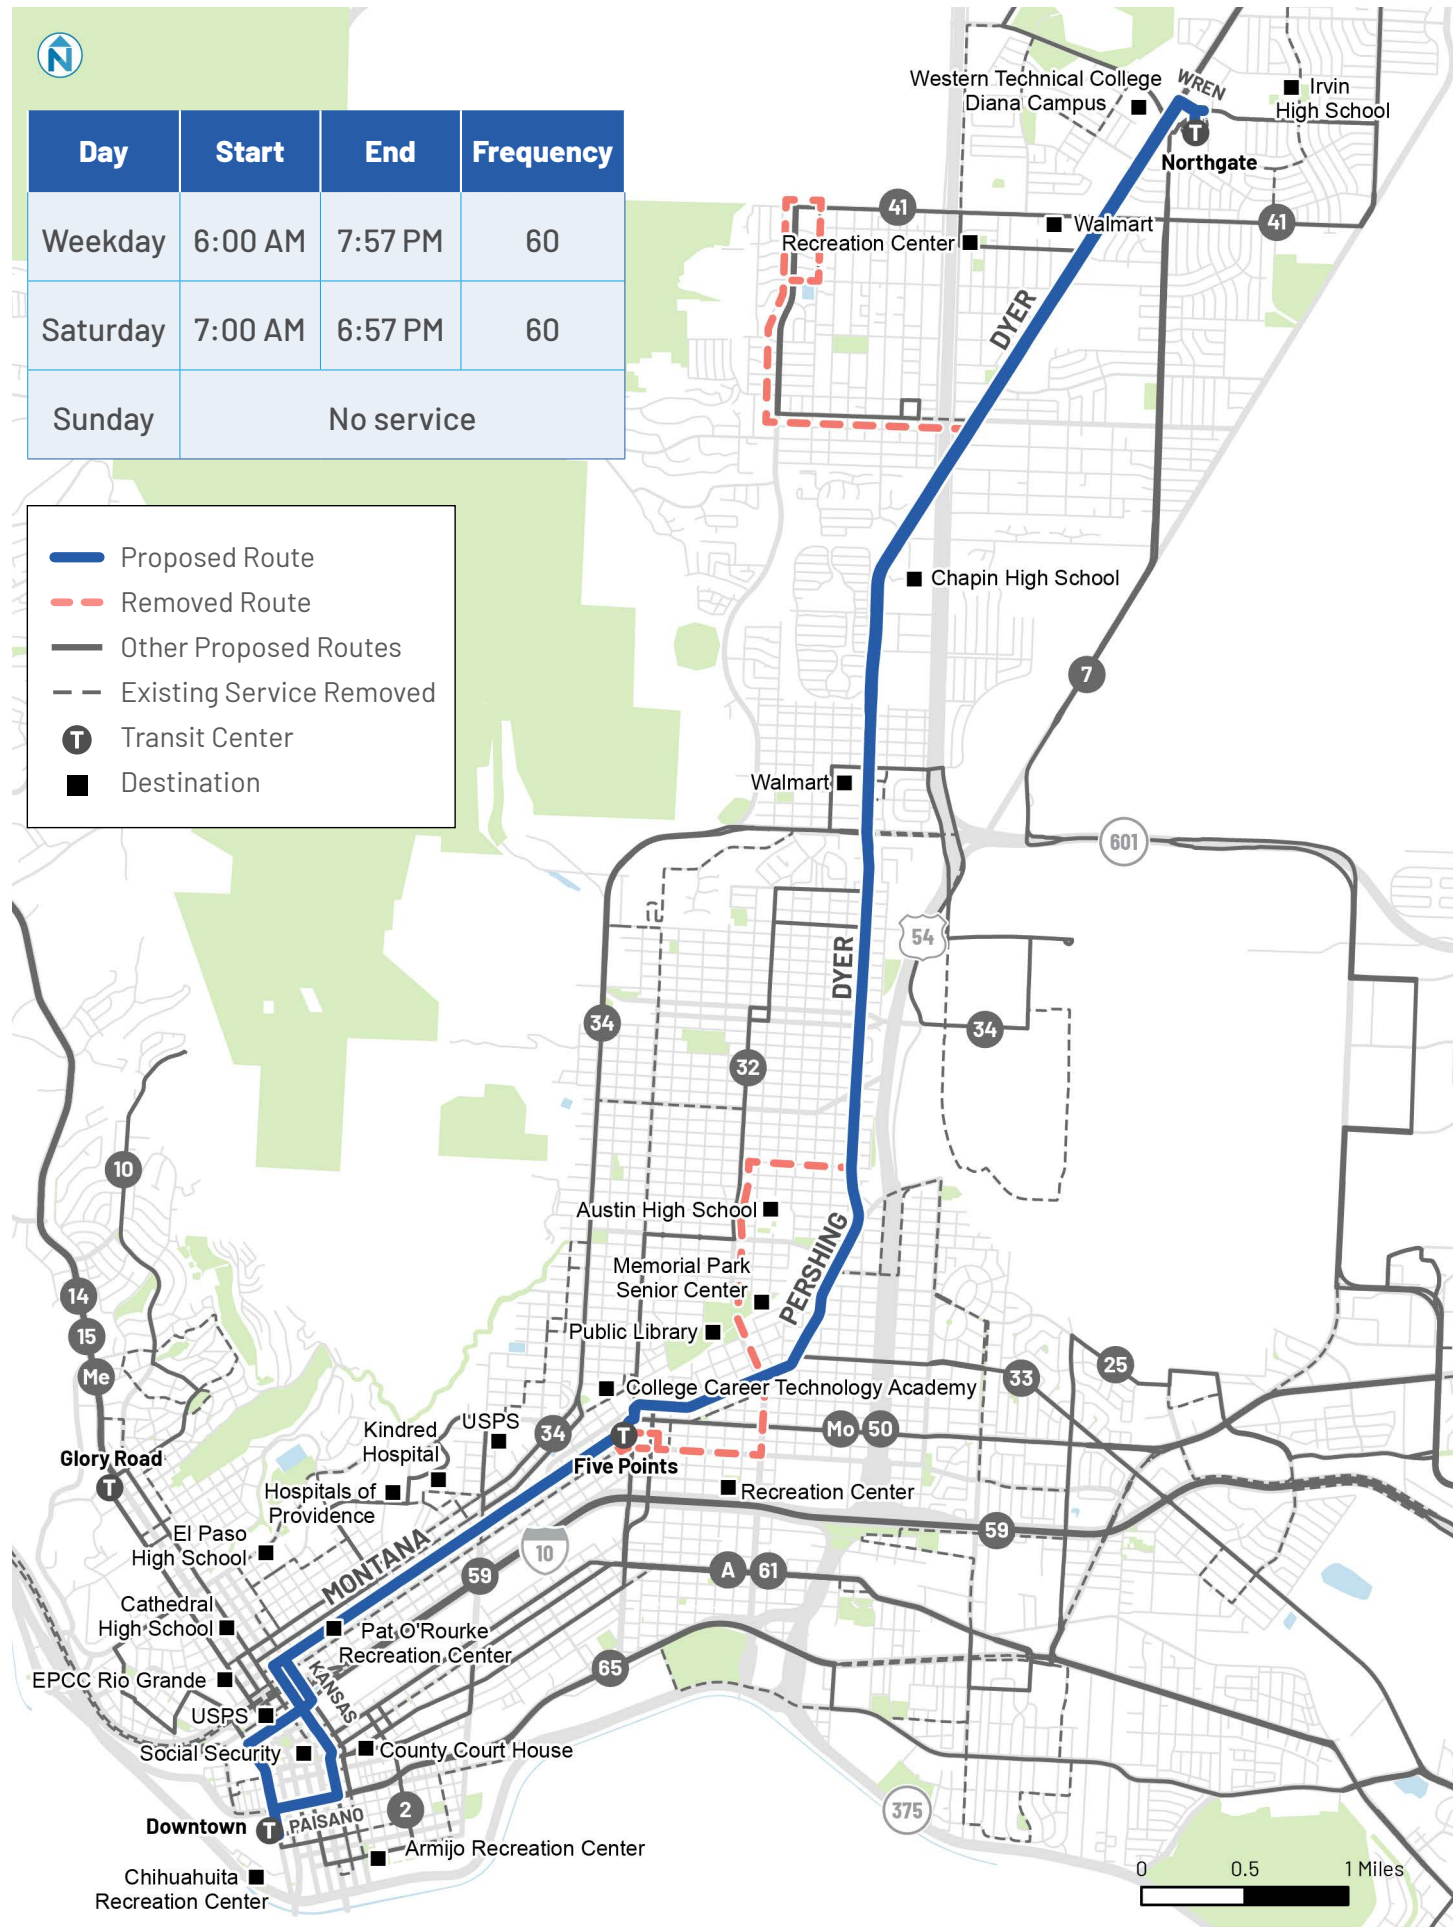 N
Day Start End Frequency
Weekday 6:00 AM 7:57 PM 60
Saturday 7:00 AM 6:57 PM 60
Sunday No service
Proposed Route
Removed Route
Other Proposed Routes
Existing Service Removed
T Transit Center
Destination
Western Technical College
Diana Campus
WREN
Irvin
High School
T
Northgate
41
Walmart
41
Recreation Center
DYER
Chapin High School
7
Walmart
601
54
DYER
34
34
32
10
Austin High School
PERSHING
Memorial Park
Senior Center
14
15
Public Library
Me
33
25
College Career Technology Academy
USPS
Kindred
Hospital
34
T
Mo
50
Glory Road
T
Five Points
Hospitals of
Providence
Recreation Center
El Paso
High School
MONTANA
10
59
59
A
61
Cathedral
High School
Pat O'Rourke
Recreation Center
KANSAS
65
EPCC Rio Grande
USPS
Social Security
County Court House
2
375
Downtown
T
PAISANO
Armijo Recreation Center
Chihuahuita
Recreation Center
0 0.5 1 Miles